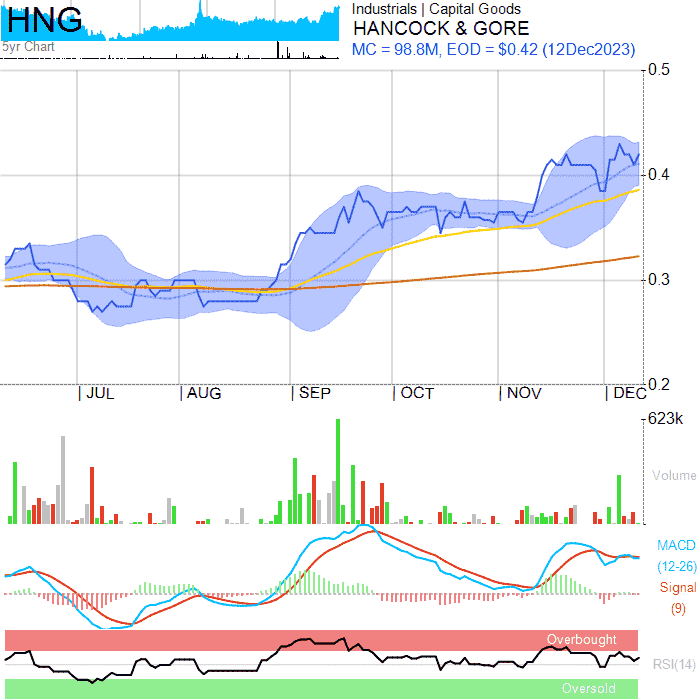 HNG
5yr Chart
Industrials | Capital Goods
HANCOCK & GORE
MC = 98.8M, EOD = $0.42 (12Dec2023)
0.5
0.4
0.3
0.2
| JUL | AUG | SEP | OCT | NOV | DEC
623k
Volume
MACD
(12-26)
Signal
(9)
Overbought
RSI(14)
Oversold